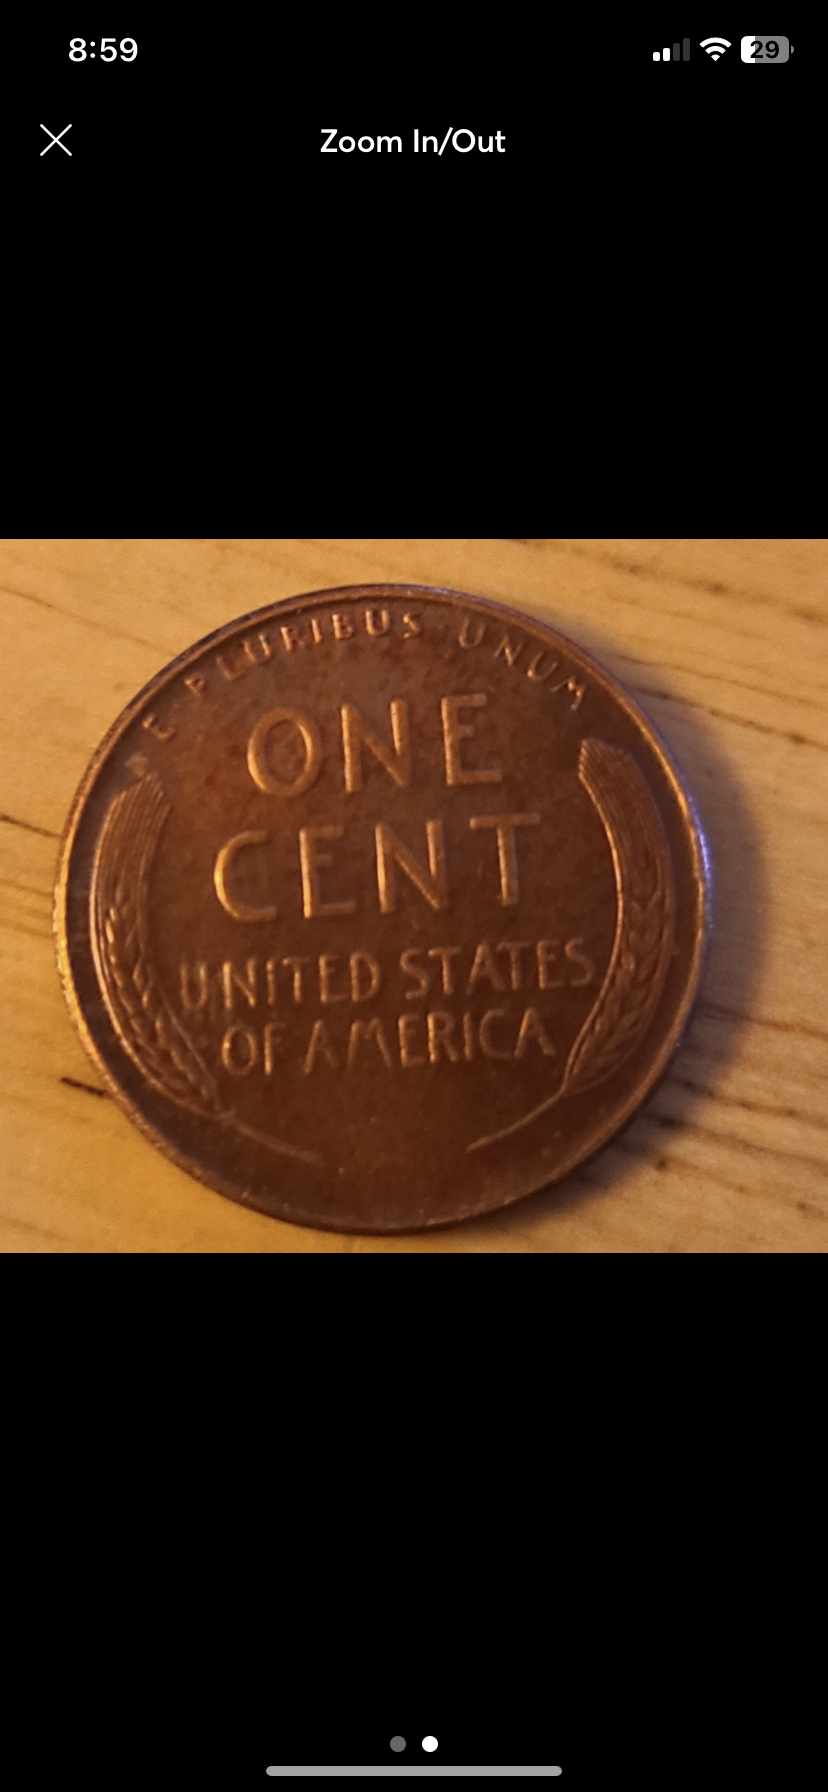 8:59
29
Zoom In/Out
E PLURIBUS UNUM
ONE
CENT
UNITED STATES
OF AMERICA